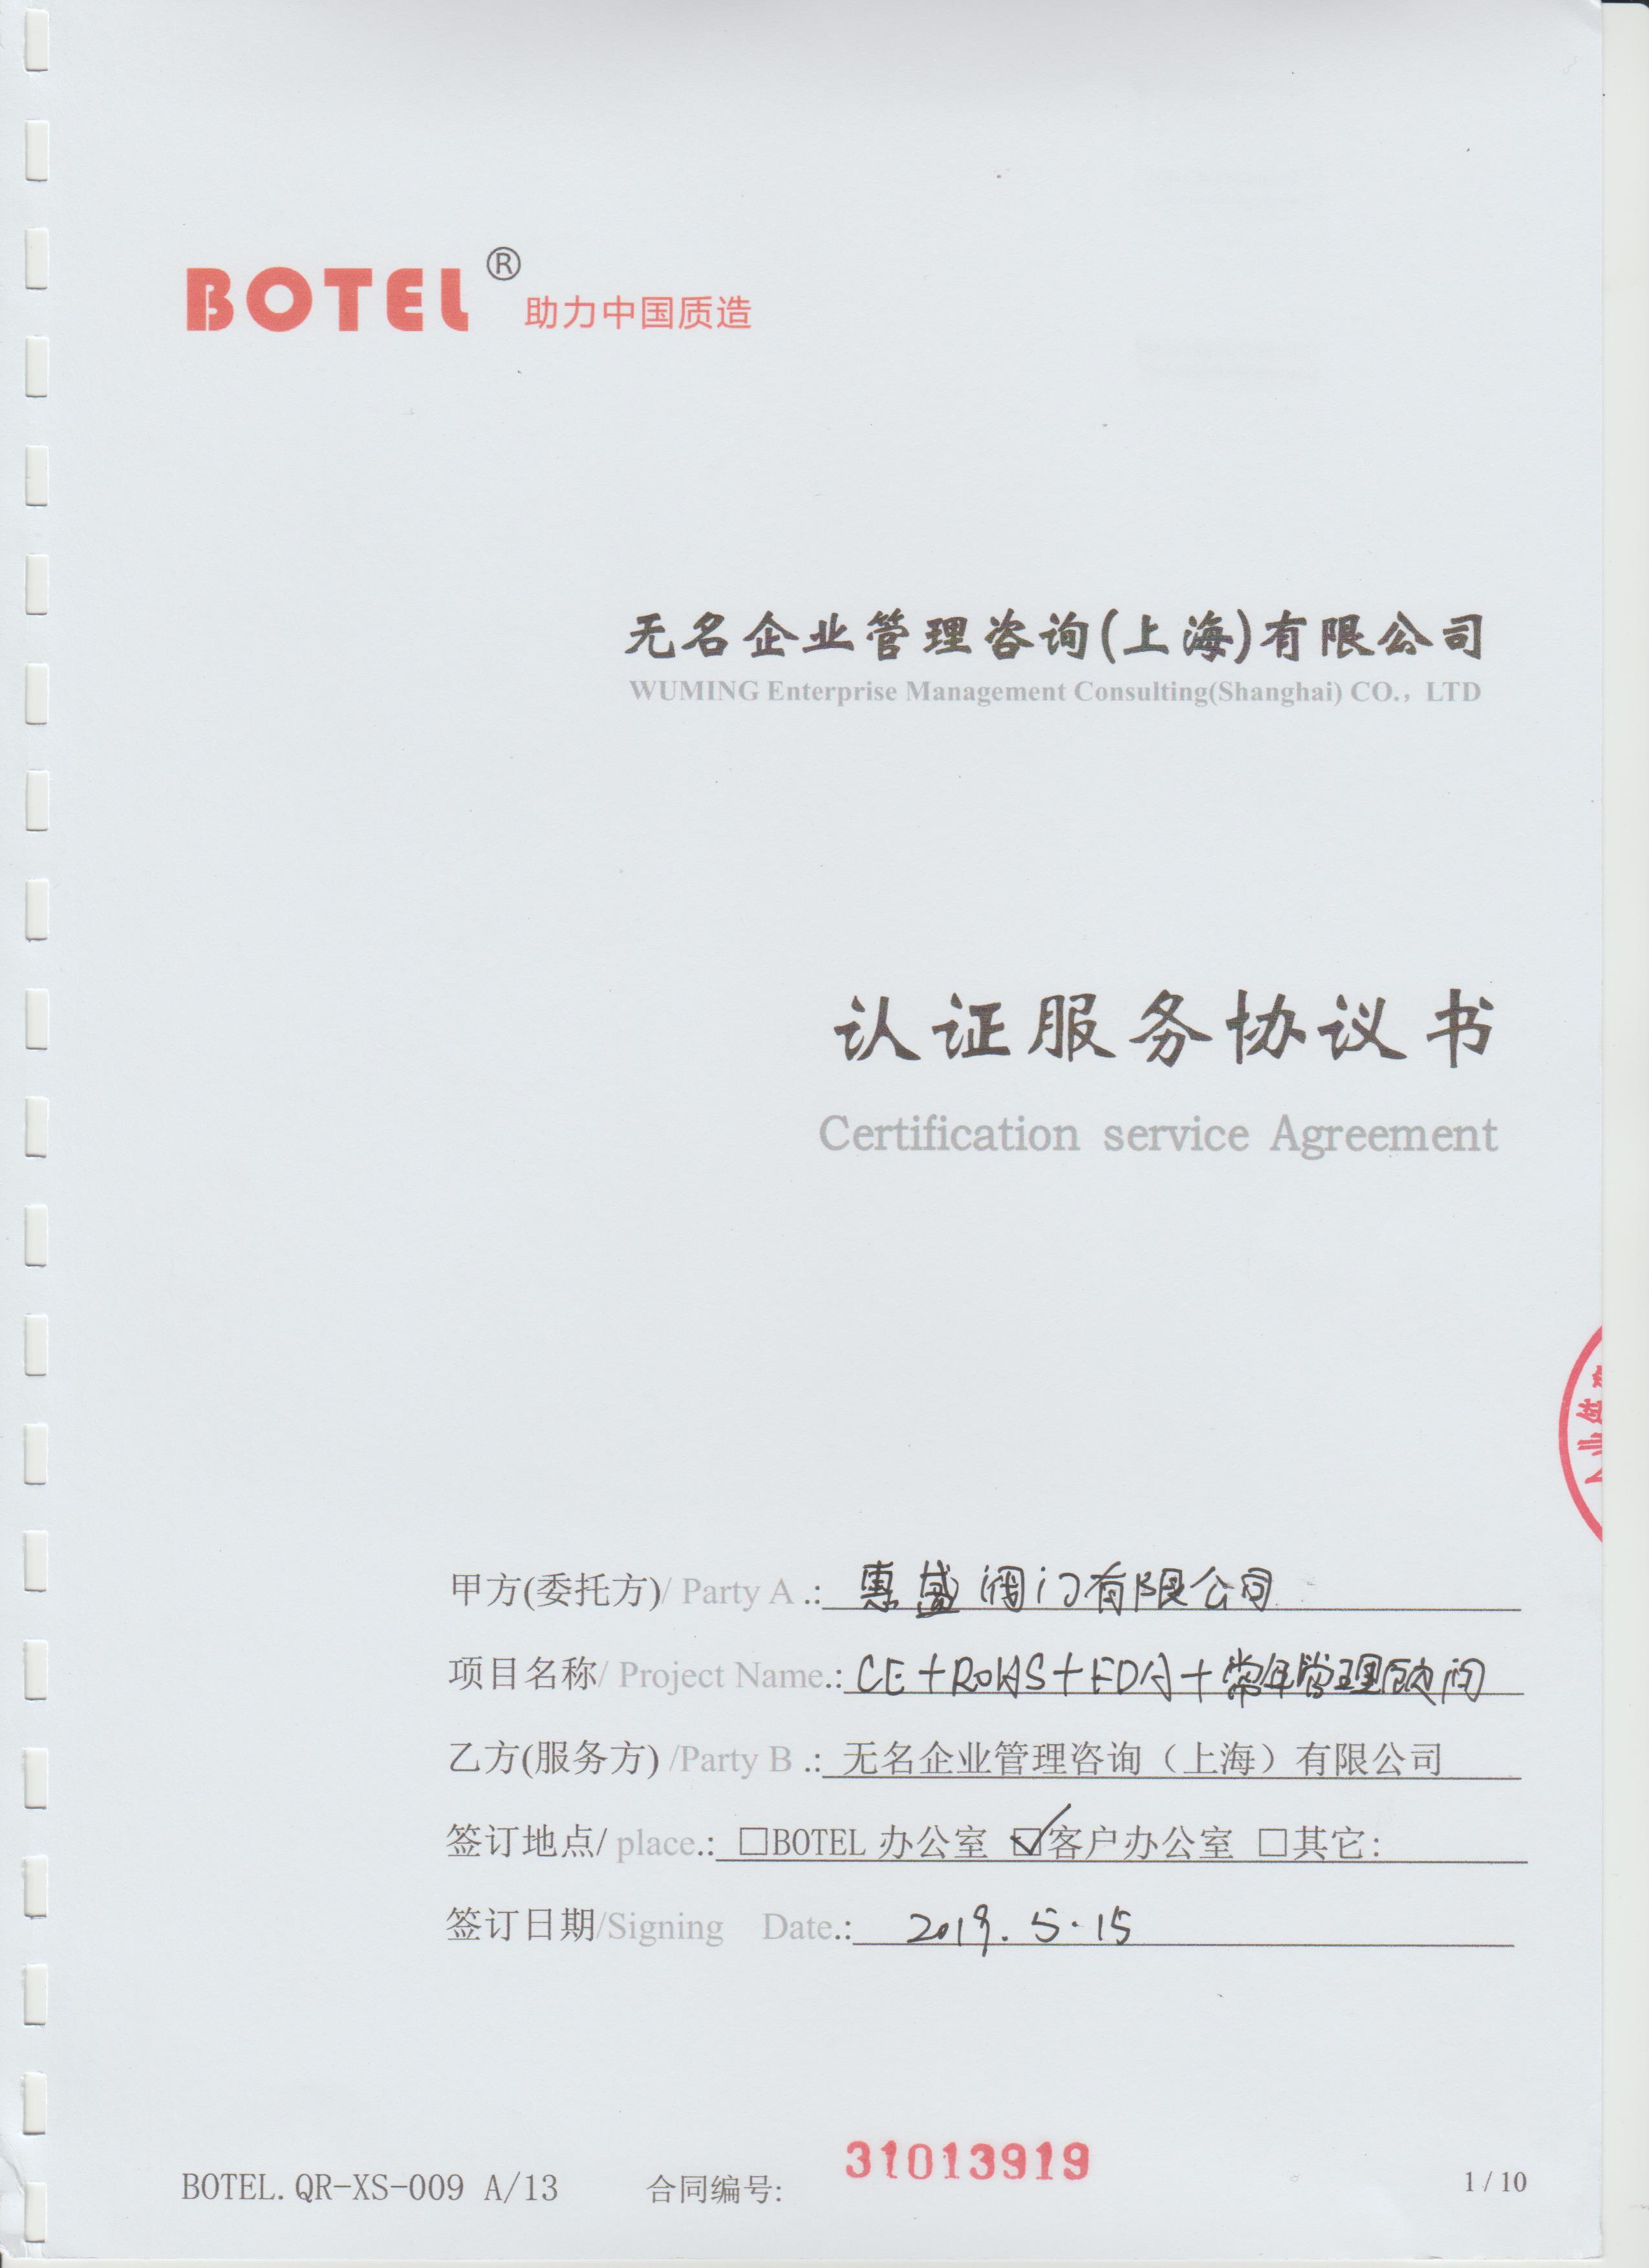 BOTEL® 助力中国质造
无名企业管理咨询(上海)有限公司
WUMING Enterprise Management Consulting(Shanghai) CO., LTD
认证服务协议书
Certification service Agreement
甲方(委托方)/ Party A .: 惠盛阀门有限公司
项目名称/ Project Name.: CE+RoHS+FDA+常年管理顾问
乙方(服务方) /Party B .: 无名企业管理咨询（上海）有限公司
签订地点/ place.: □BOTEL 办公室 ☑客户办公室 □其它:
签订日期/Signing Date.: 2019.5.15
BOTEL.QR-XS-009 A/13 合同编号: 31013919 1 / 10